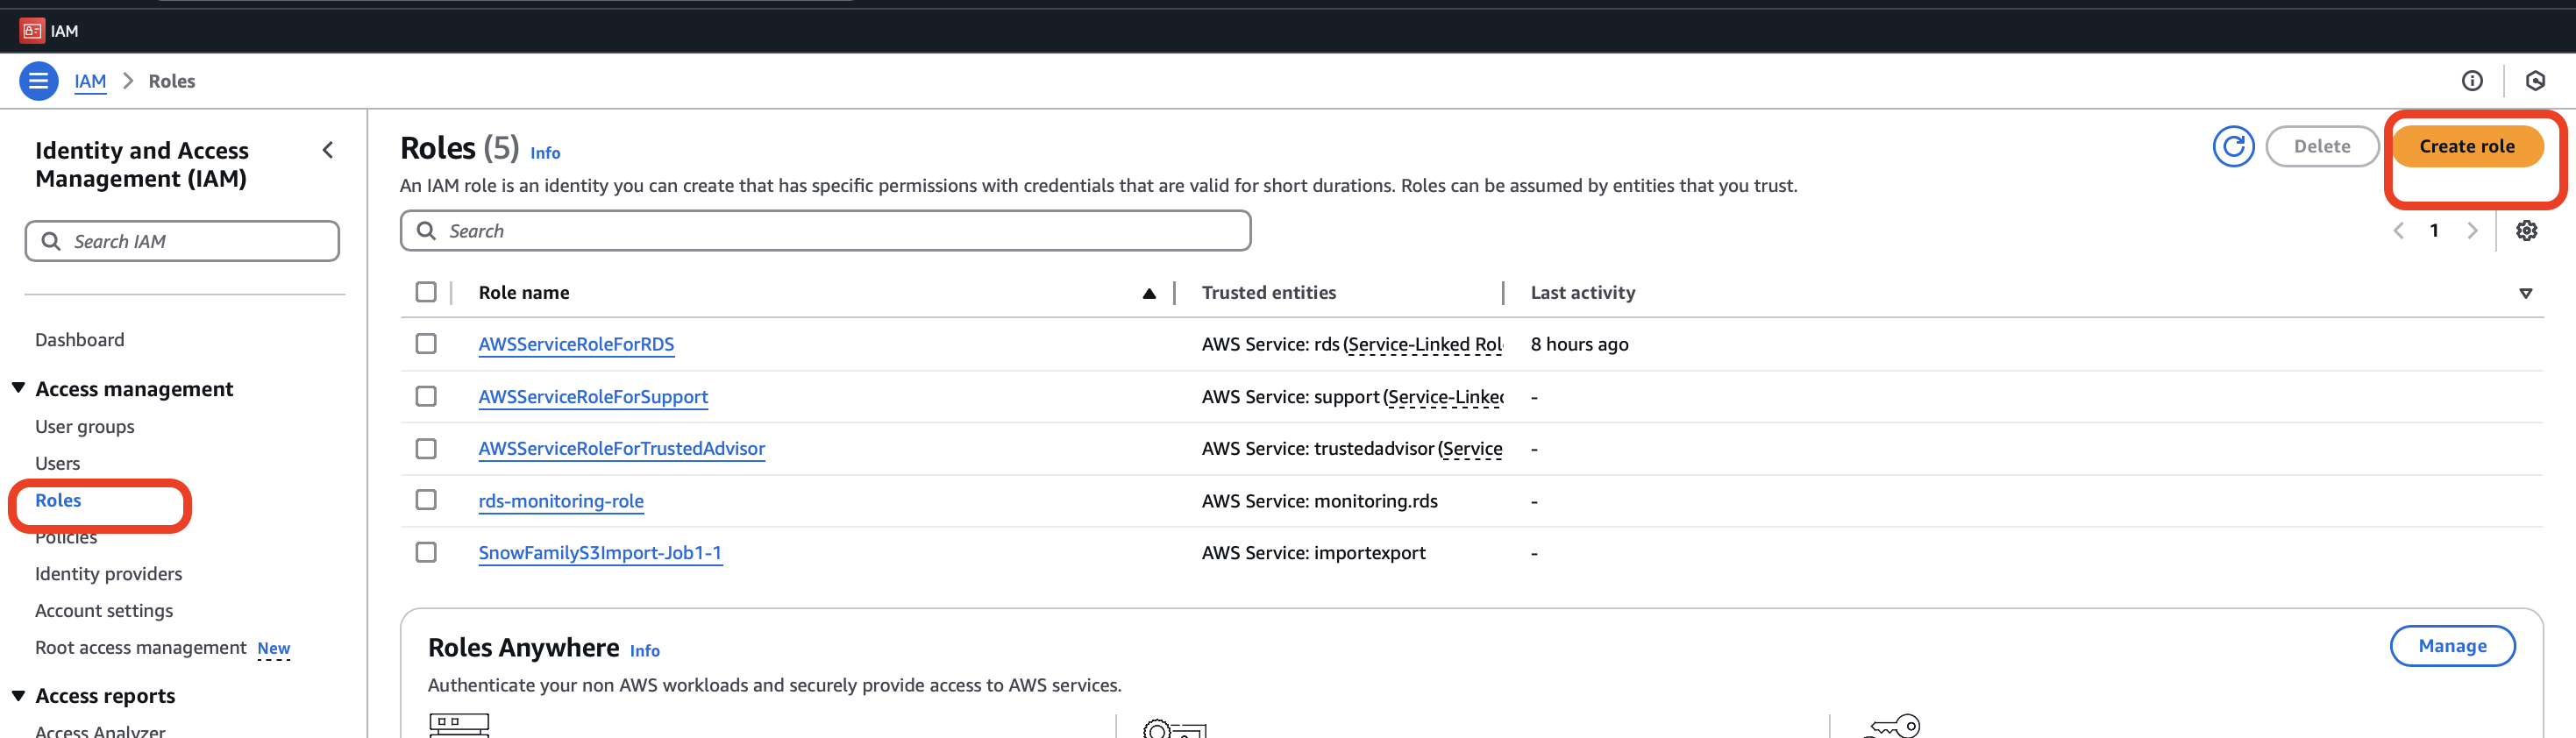 IAM
IAM > Roles
Identity and Access
Management (IAM)
Search IAM
Dashboard
Access management
User groups
Users
Roles
Policies
Identity providers
Account settings
Root access management New
Access reports
Access Analyzer
Roles (5) Info
Delete
Create role
An IAM role is an identity you can create that has specific permissions with credentials that are valid for short durations. Roles can be assumed by entities that you trust.
Search
1
Role name Trusted entities Last activity
AWSServiceRoleForRDS AWS Service: rds (Service-Linked Rol 8 hours ago
AWSServiceRoleForSupport AWS Service: support (Service-Linked -
AWSServiceRoleForTrustedAdvisor AWS Service: trustedadvisor (Service -
rds-monitoring-role AWS Service: monitoring.rds -
SnowFamilyS3Import-Job1-1 AWS Service: importexport -
Roles Anywhere Info
Manage
Authenticate your non AWS workloads and securely provide access to AWS services.